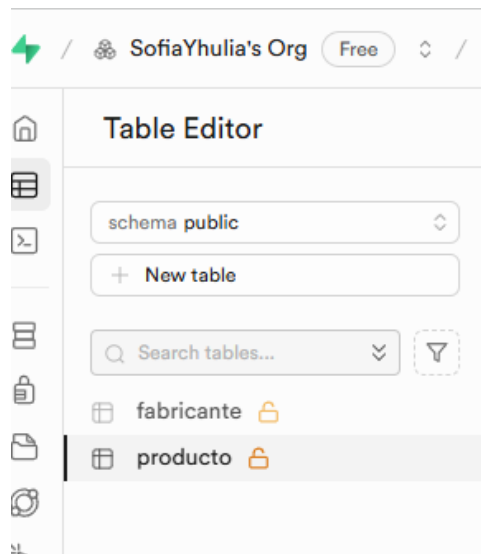 / SofiaYhulia's Org Free /
Table Editor
schema public
+ New table
Search tables...
fabricante
producto